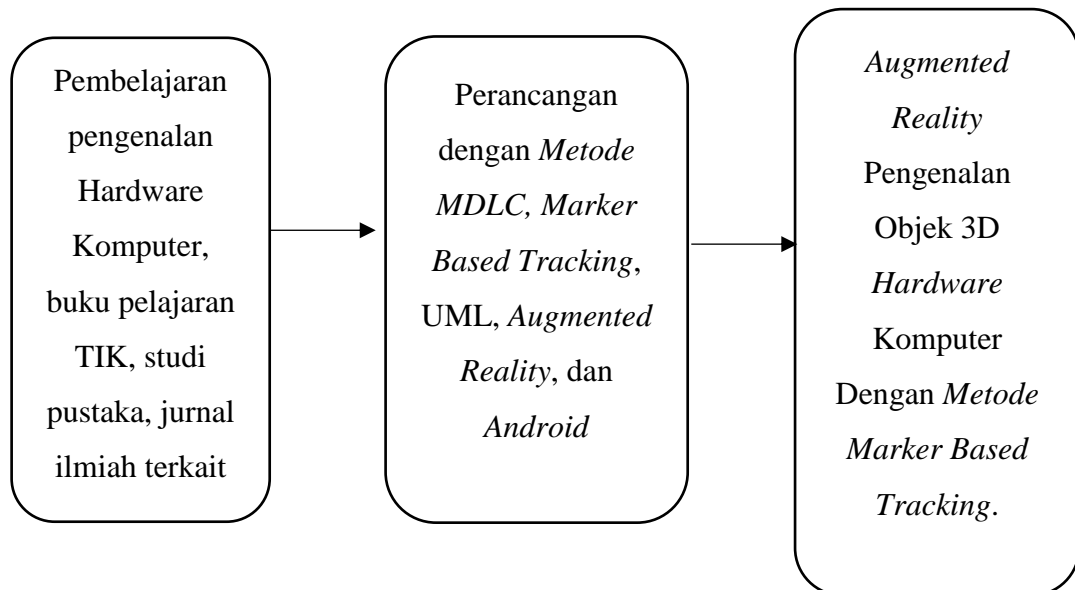 Pembelajaran
pengenalan
Hardware
Komputer,
buku pelajaran
TIK, studi
pustaka, jurnal
ilmiah terkait
Perancangan
dengan Metode
MDLC, Marker
Based Tracking,
UML, Augmented
Reality, dan
Android
Augmented
Reality
Pengenalan
Objek 3D
Hardware
Komputer
Dengan Metode
Marker Based
Tracking.